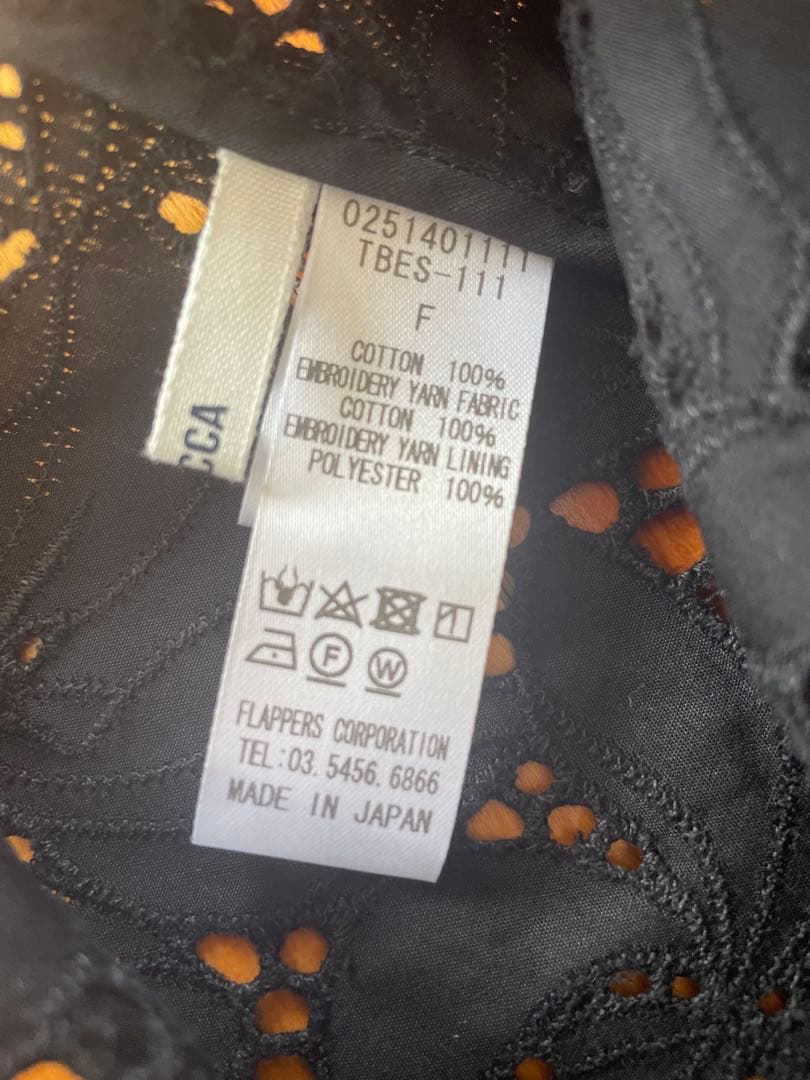 CCA
0251401111
TBES-111
F
COTTON 100%
EMBROIDERY YARN FABRIC
COTTON 100%
EMBROIDERY YARN LINING
POLYESTER 100%
F
W
FLAPPERS CORPORATION
TEL:03.5456.6866
MADE IN JAPAN